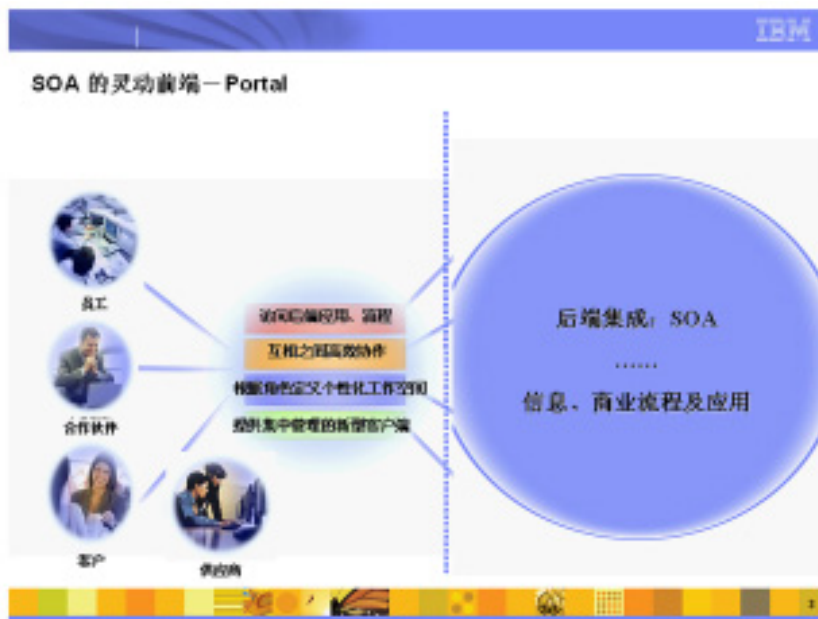 IBM
SOA 的灵动前端－Portal
员工
合作伙伴
客户
供应商
访问后端应用、流程
互相之间高效协作
根据角色定义个性化工作空间
提供集中管理的新型客户端
后端集成：SOA
……
信息、商业流程及应用